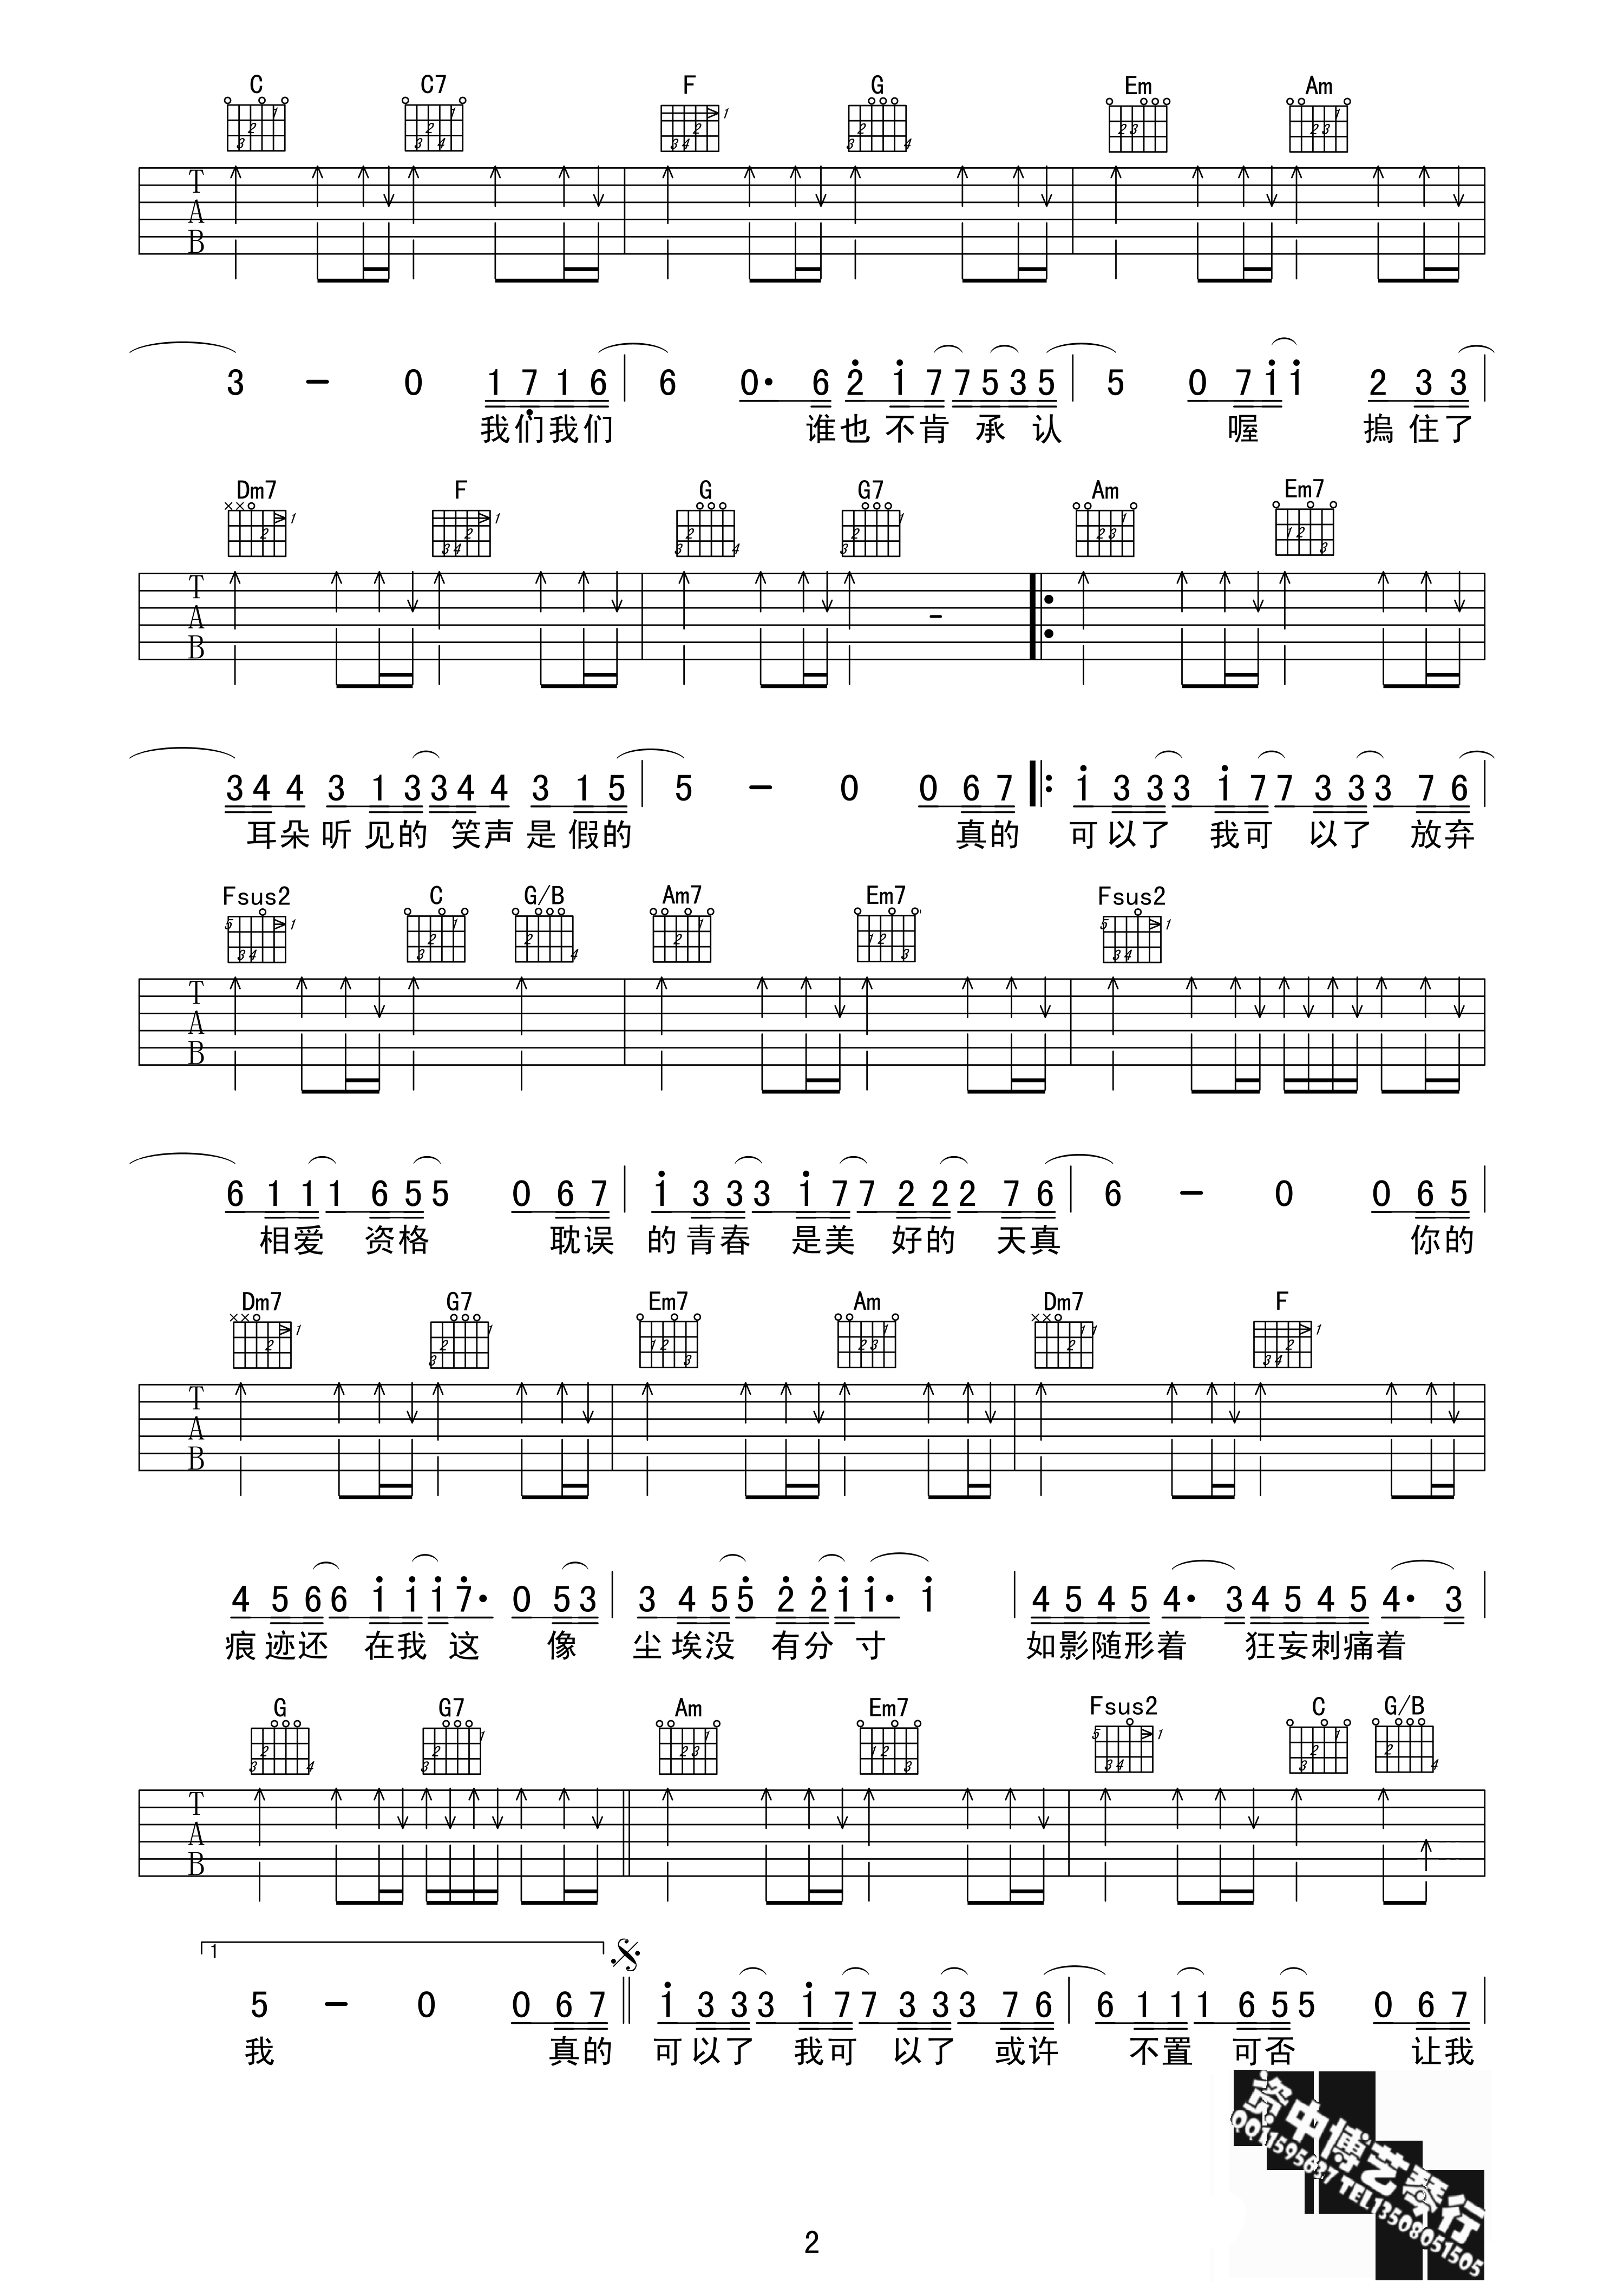 C C7 F G Em Am
T A B
3 - 0 1 7 1 6 | 6 0· 6 2 1 7 7 5 3 5 | 5 0 7 1 1 2 3 3 |
我们我们 谁也不肯承认 喔 捂住了
Dm7 F G G7 Am Em7
T A B
3 4 4 3 1 3 3 4 4 3 1 5 | 5 - 0 0 6 7 |: 1 3 3 3 1 7 7 3 3 3 7 6 |
耳朵听见的笑声是假的 真的 可以了我可以了放弃
Fsus2 C G/B Am7 Em7 Fsus2
T A B
6 1 1 1 6 5 5 0 6 7 | 1 3 3 3 1 7 7 2 2 2 7 6 | 6 - 0 0 6 5 |
相爱资格 耽误 的青春是美好的天真 你的
Dm7 G7 Em7 Am Dm7 F
T A B
4 5 6 6 1 1 1 7· 0 5 3 | 3 4 5 5 2 2 1 1· 1 | 4 5 4 5 4· 3 4 5 4 5 4· 3 |
痕迹还在我这 像 尘埃没有分寸 如影随形着 狂妄刺痛着
G G7 Am Em7 Fsus2 C G/B
T A B
1
5 - 0 0 6 7 || 1 3 3 3 1 7 7 3 3 3 7 6 | 6 1 1 1 6 5 5 0 6 7 |
我 真的 可以了我可以了或许 不置可否 让我
资中博艺琴行
QQ11595637 TEL13508051505
2